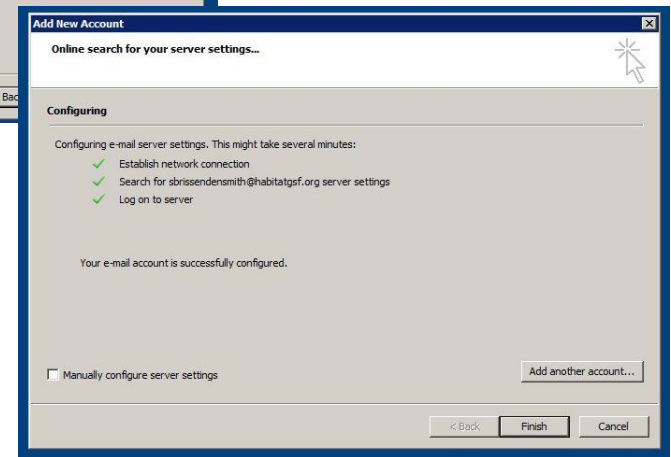 Add New Account
Online search for your server settings...
Configuring
Configuring e-mail server settings. This might take several minutes:
Establish network connection
Search for sbrissendensmith@habitatgsf.org server settings
Log on to server
Your e-mail account is successfully configured.
Manually configure server settings
Add another account...
< Back
Finish
Cancel